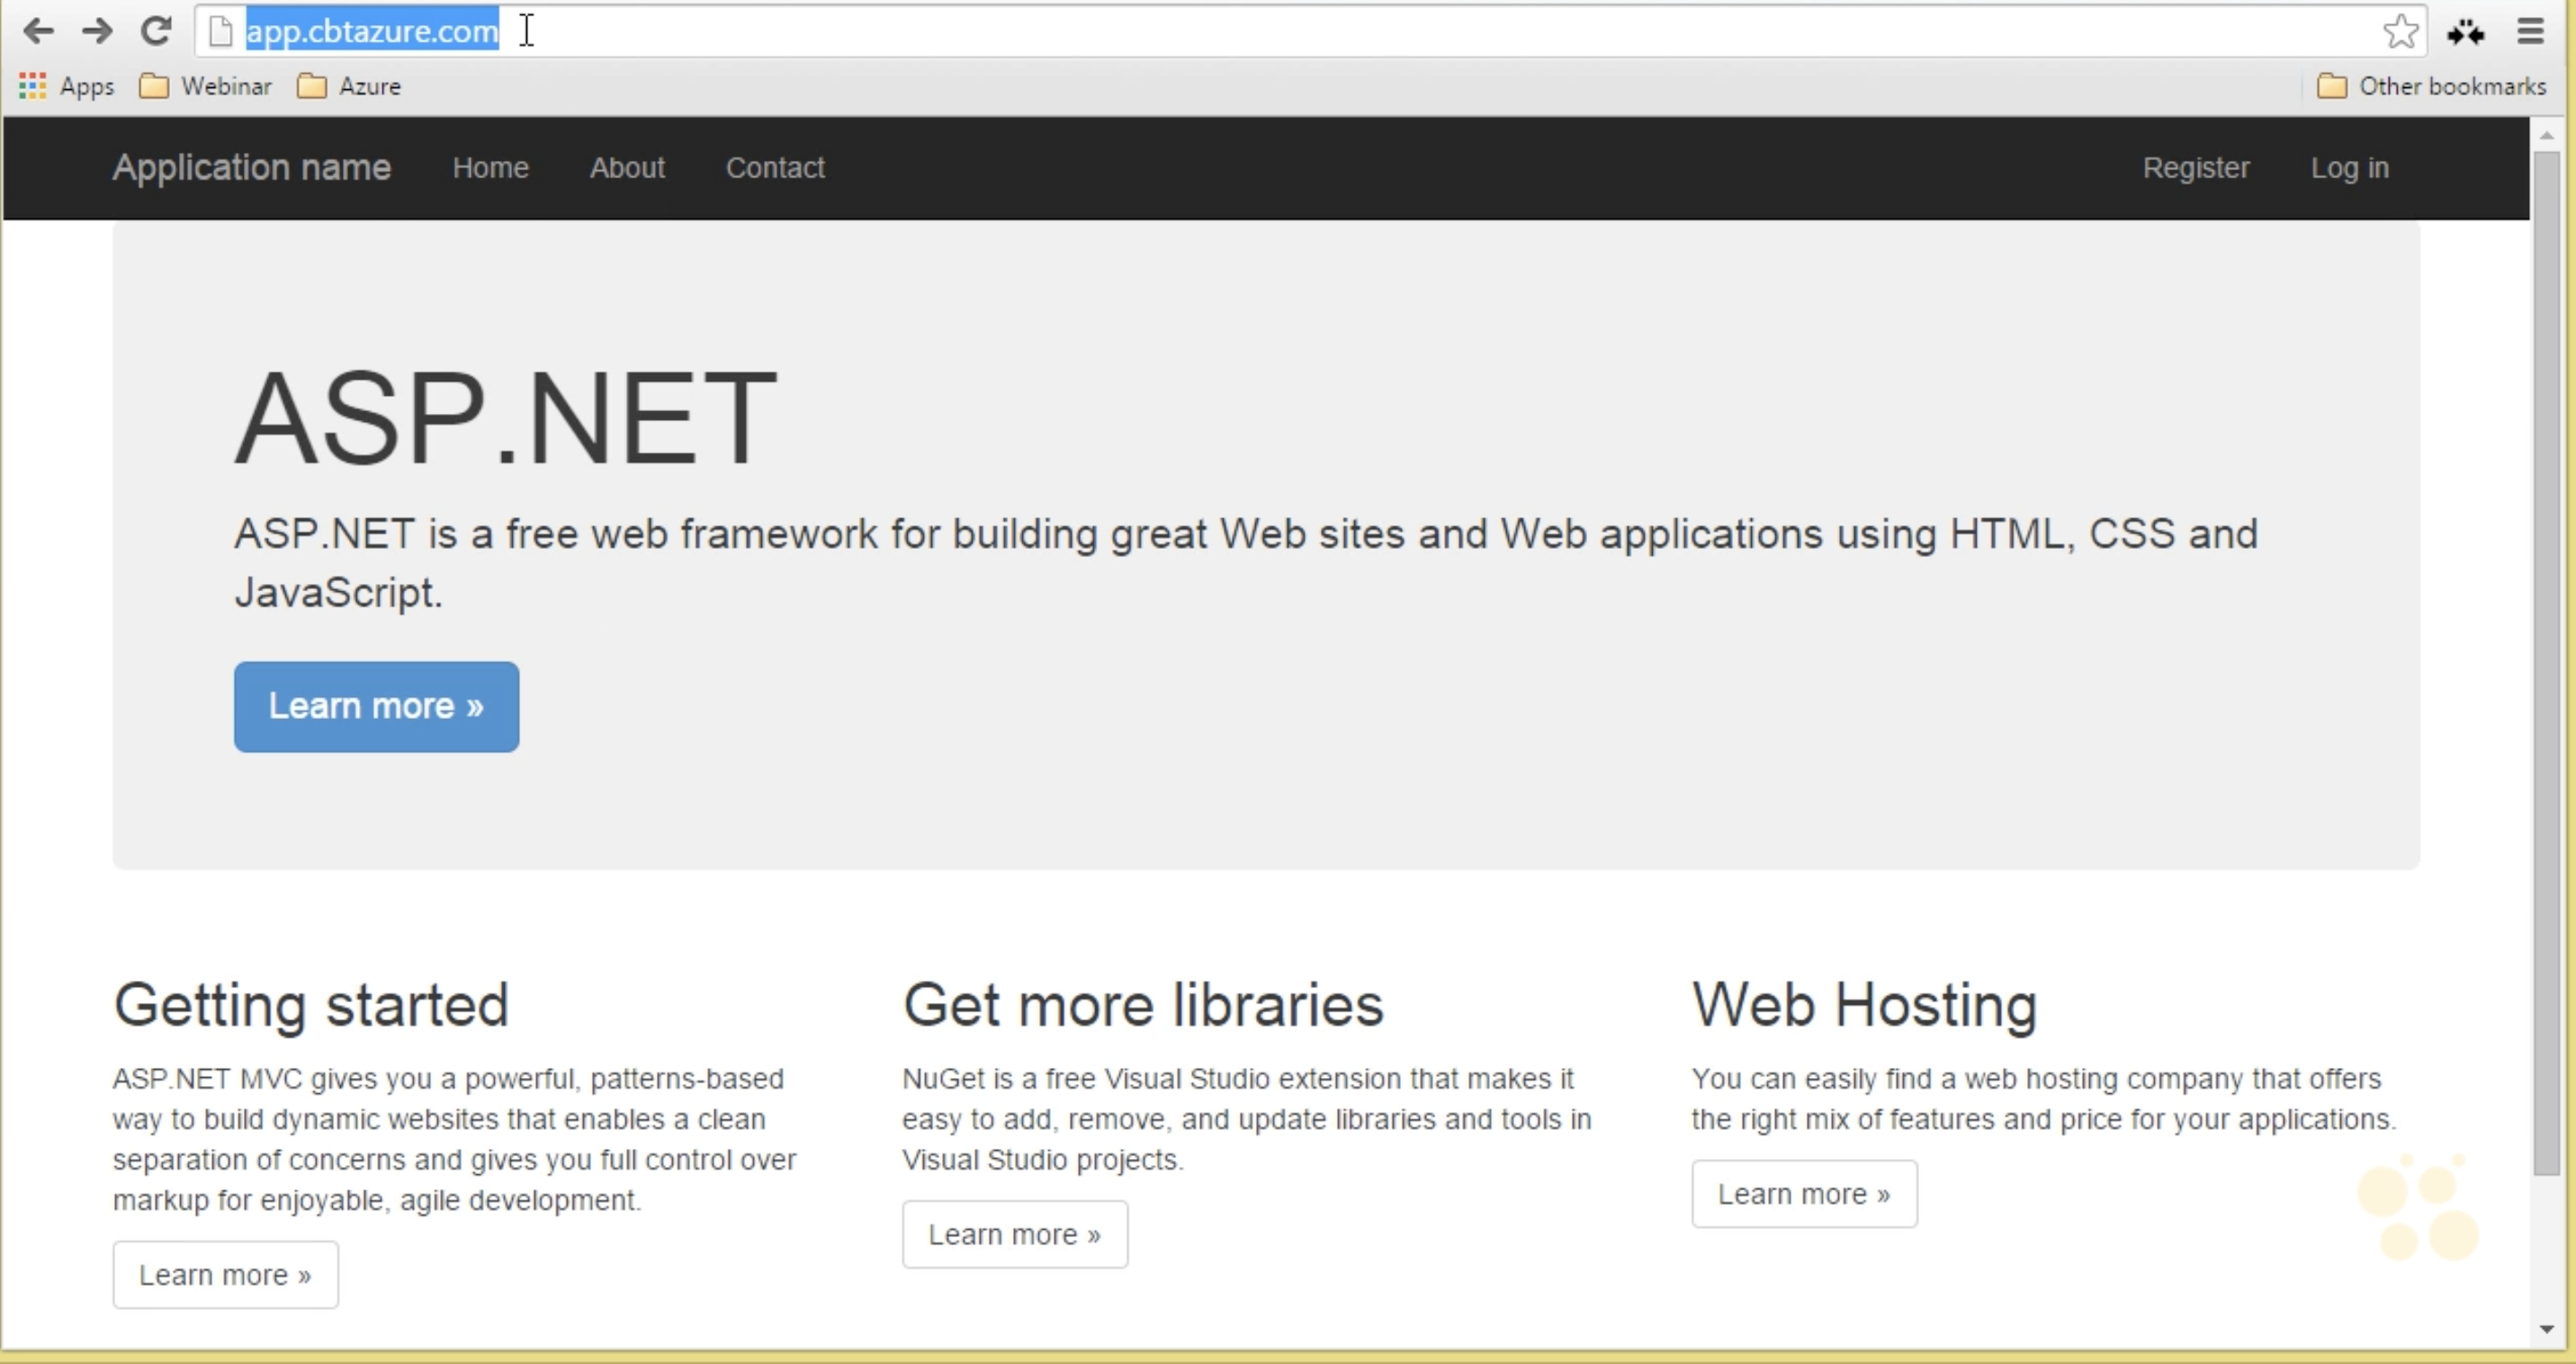 app.cbtazure.com
Apps Webinar Azure Other bookmarks
Application name Home About Contact Register Log in
ASP.NET
ASP.NET is a free web framework for building great Web sites and Web applications using HTML, CSS and
JavaScript.
Learn more »
Getting started
ASP.NET MVC gives you a powerful, patterns-based
way to build dynamic websites that enables a clean
separation of concerns and gives you full control over
markup for enjoyable, agile development.
Learn more »
Get more libraries
NuGet is a free Visual Studio extension that makes it
easy to add, remove, and update libraries and tools in
Visual Studio projects.
Learn more »
Web Hosting
You can easily find a web hosting company that offers
the right mix of features and price for your applications.
Learn more »